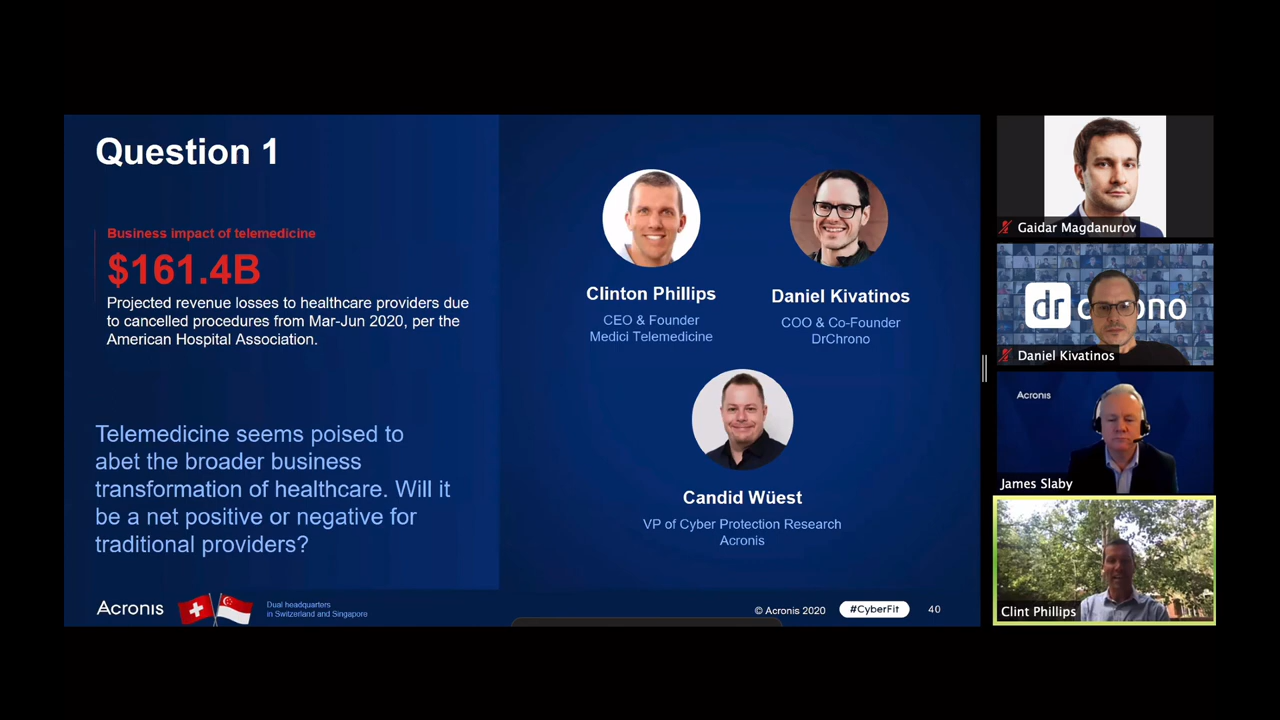 Question 1
Business impact of telemedicine
$161.4B
Projected revenue losses to healthcare providers due
to cancelled procedures from Mar-Jun 2020, per the
American Hospital Association.
Telemedicine seems poised to
abet the broader business
transformation of healthcare. Will it
be a net positive or negative for
traditional providers?
Clinton Phillips
CEO & Founder
Medici Telemedicine
Daniel Kivatinos
COO & Co-Founder
DrChrono
Candid Wüest
VP of Cyber Protection Research
Acronis
Acronis
Dual headquarters
in Switzerland and Singapore
© Acronis 2020
#CyberFit
40
Gaidar Magdanurov
dr c ono
Daniel Kivatinos
Acronis
James Slaby
Clint Phillips